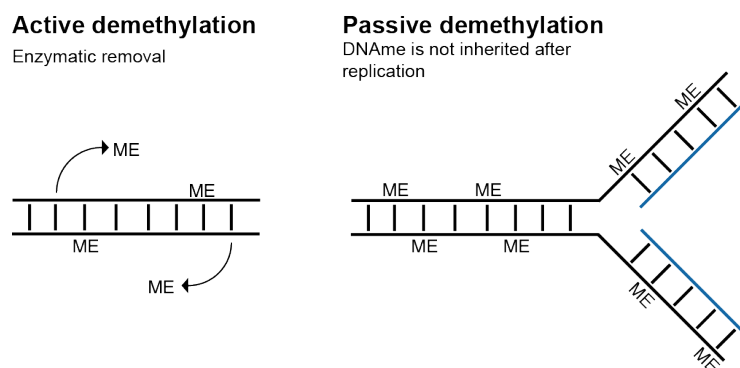 Active demethylation
Enzymatic removal
ME
ME
ME
ME
Passive demethylation
DNAme is not inherited after
replication
ME
ME
ME
ME
ME
ME
ME
ME